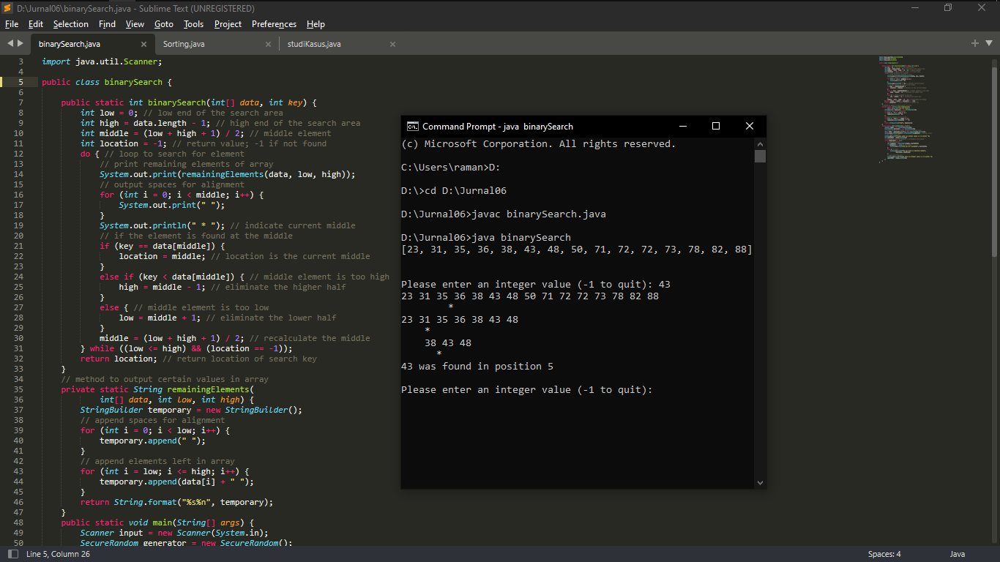 D:\Jurnal06\binarySearch.java - Sublime Text (UNREGISTERED)
File Edit Selection Find View Goto Tools Project Preferences Help
binarySearch.java Sorting.java studiKasus.java
3 import java.util.Scanner;
4
5 public class binarySearch {
6
7     public static int binarySearch(int[] data, int key) {
8         int low = 0; // low end of the search area
9         int high = data.length - 1; // high end of the search area
10         int middle = (low + high + 1) / 2; // middle element
11         int location = -1; // return value; -1 if not found
12         do { // loop to search for element
13             // print remaining elements of array
14             System.out.print(remainingElements(data, low, high));
15             // output spaces for alignment
16             for (int i = 0; i < middle; i++) {
17                 System.out.print(" ");
18             }
19             System.out.println(" * "); // indicate current middle
20             // if the element is found at the middle
21             if (key == data[middle]) {
22                 location = middle; // location is the current middle
23             }
24             else if (key < data[middle]) { // middle element is too high
25                 high = middle - 1; // eliminate the higher half
26             }
27             else { // middle element is too low
28                 low = middle + 1; // eliminate the lower half
29             }
30             middle = (low + high + 1) / 2; // recalculate the middle
31         } while ((low <= high) && (location == -1));
32         return location; // return location of search key
33     }
34     // method to output certain values in array
35     private static String remainingElements(
36             int[] data, int low, int high) {
37         StringBuilder temporary = new StringBuilder();
38         // append spaces for alignment
39         for (int i = 0; i < low; i++) {
40             temporary.append(" ");
41         }
42         // append elements left in array
43         for (int i = low; i <= high; i++) {
44             temporary.append(data[i] + " ");
45         }
46         return String.format("%s%n", temporary);
47     }
48     public static void main(String[] args) {
49         Scanner input = new Scanner(System.in);
50         SecureRandom generator = new SecureRandom();
Command Prompt - java  binarySearch
(c) Microsoft Corporation. All rights reserved.
C:\Users\raman>D:
D:\>cd D:\Jurnal06
D:\Jurnal06>javac binarySearch.java
D:\Jurnal06>java binarySearch
[23, 31, 35, 36, 38, 43, 48, 50, 71, 72, 72, 73, 78, 82, 88]
Please enter an integer value (-1 to quit): 43
23 31 35 36 38 43 48 50 71 72 72 73 78 82 88
        *
23 31 35 36 38 43 48
    *
    38 43 48
      *
43 was found in position 5
Please enter an integer value (-1 to quit):
Line 5, Column 26 Spaces: 4 Java